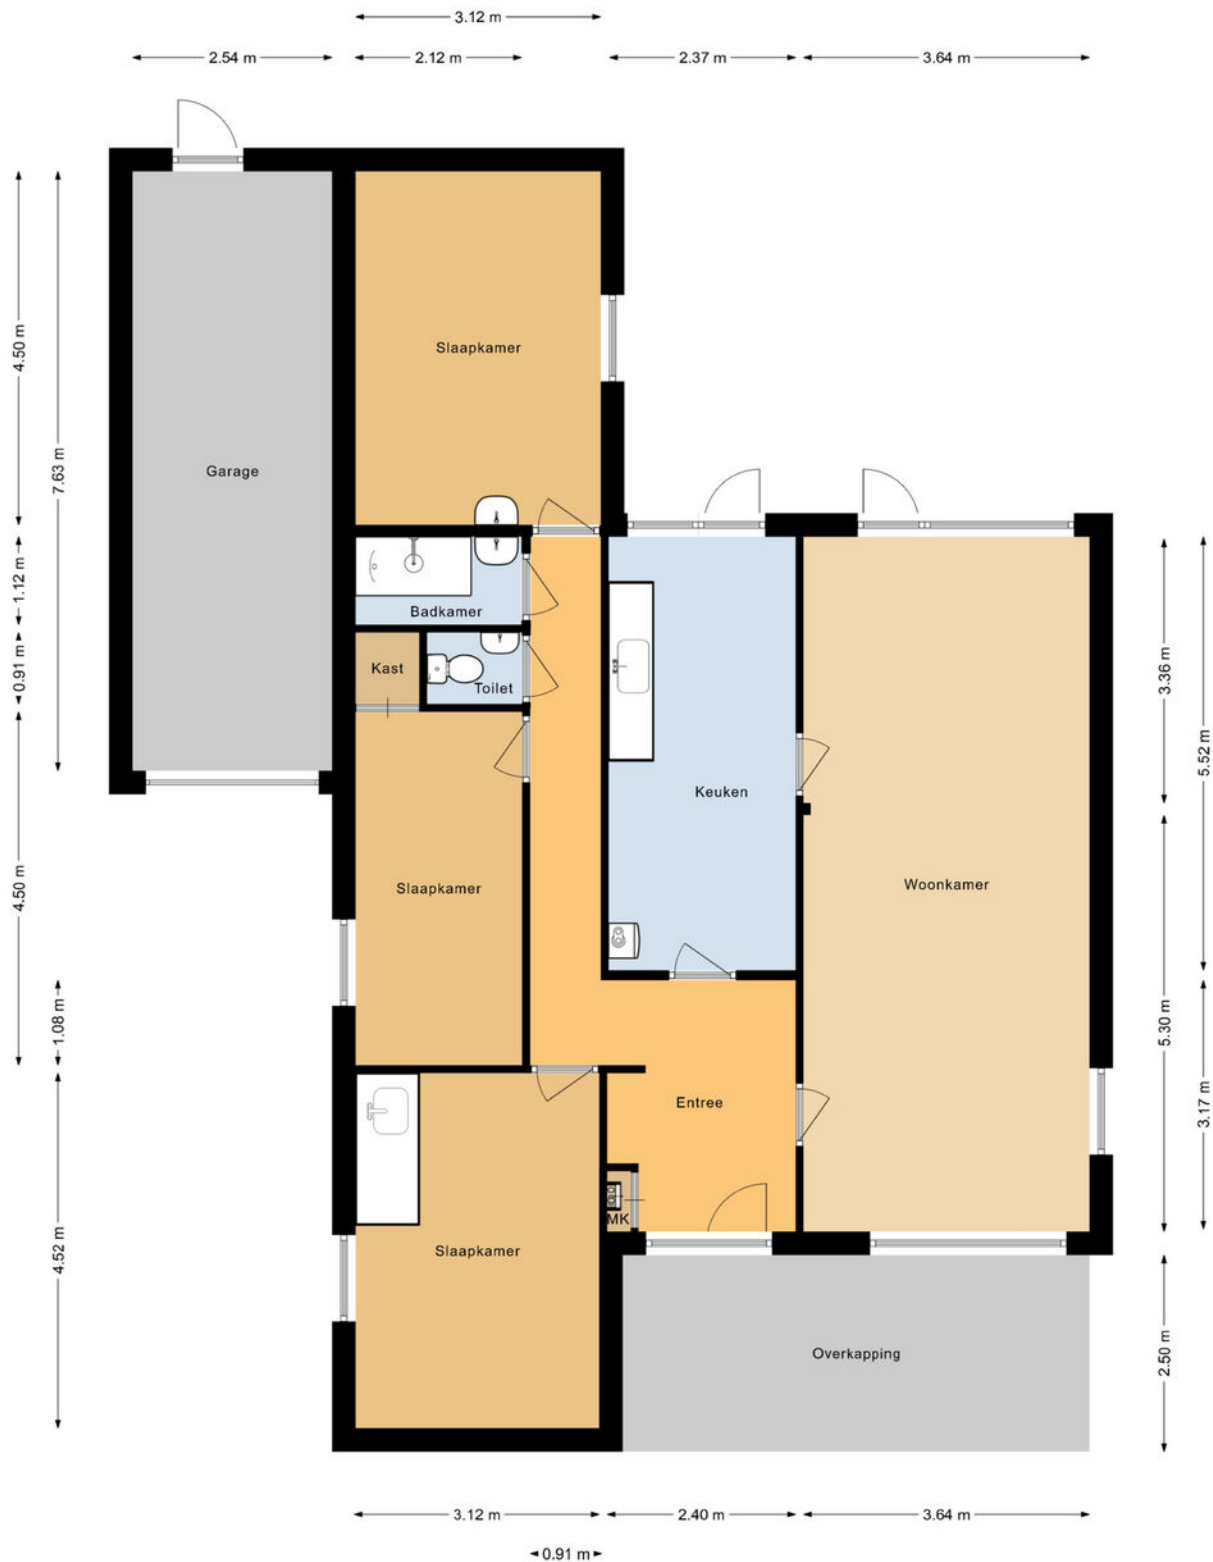 3.12 m
2.54 m
2.12 m
2.37 m
3.64 m
4.50 m
7.63 m
1.12 m
0.91 m
4.50 m
1.08 m
4.52 m
Slaapkamer
Garage
Badkamer
Kast
Toilet
Keuken
Slaapkamer
Woonkamer
Entree
MK
Slaapkamer
Overkapping
3.36 m
5.52 m
5.30 m
3.17 m
2.50 m
3.12 m
2.40 m
3.64 m
0.91 m